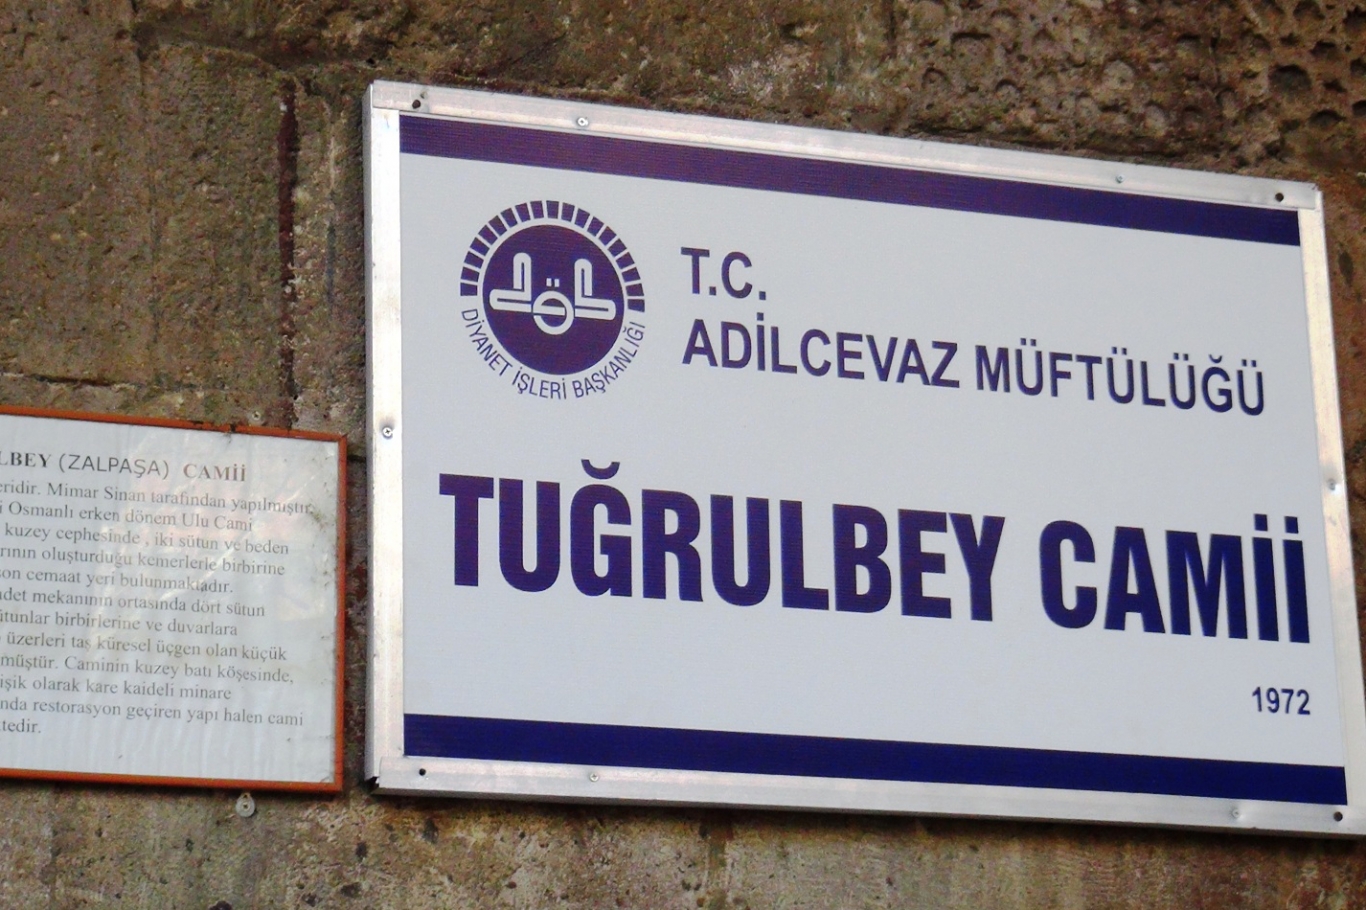 T.C.
ADİLCEVAZ MÜFTÜLÜĞÜ
DİYANET İŞLERİ BAŞKANLIĞI
TUĞRULBEY CAMİİ
1972
LBEY (ZALPAŞA) CAMİİ
eridir. Mimar Sinan tarafından yapılmıştır.
i Osmanlı erken dönem Ulu Cami
kuzey cephesinde , iki sütun ve beden
rının oluşturduğu kemerlerle birbirine
son cemaat yeri bulunmaktadır.
det mekanının ortasında dört sütun
ütunlar birbirlerine ve duvarlara
üzerleri taş küresel üçgen olan küçük
müştür. Caminin kuzey batı köşesinde,
işik olarak kare kaideli minare
nda restorasyon geçiren yapı halen cami
tedir.